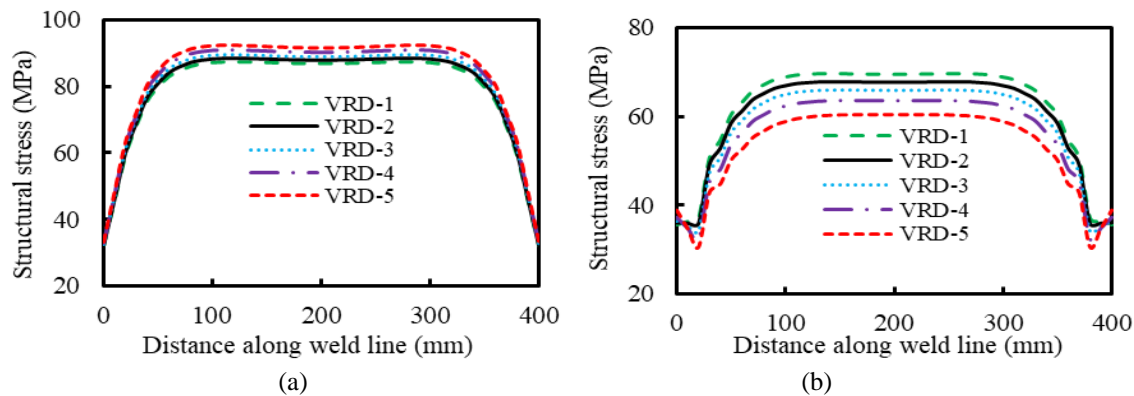 100
80
60
40
20
Structural stress (MPa)
VRD-1
VRD-2
VRD-3
VRD-4
VRD-5
0 100 200 300 400
Distance along weld line (mm)
(a)
80
60
40
20
Structural stress (MPa)
VRD-1
VRD-2
VRD-3
VRD-4
VRD-5
0 100 200 300 400
Distance along weld line (mm)
(b)